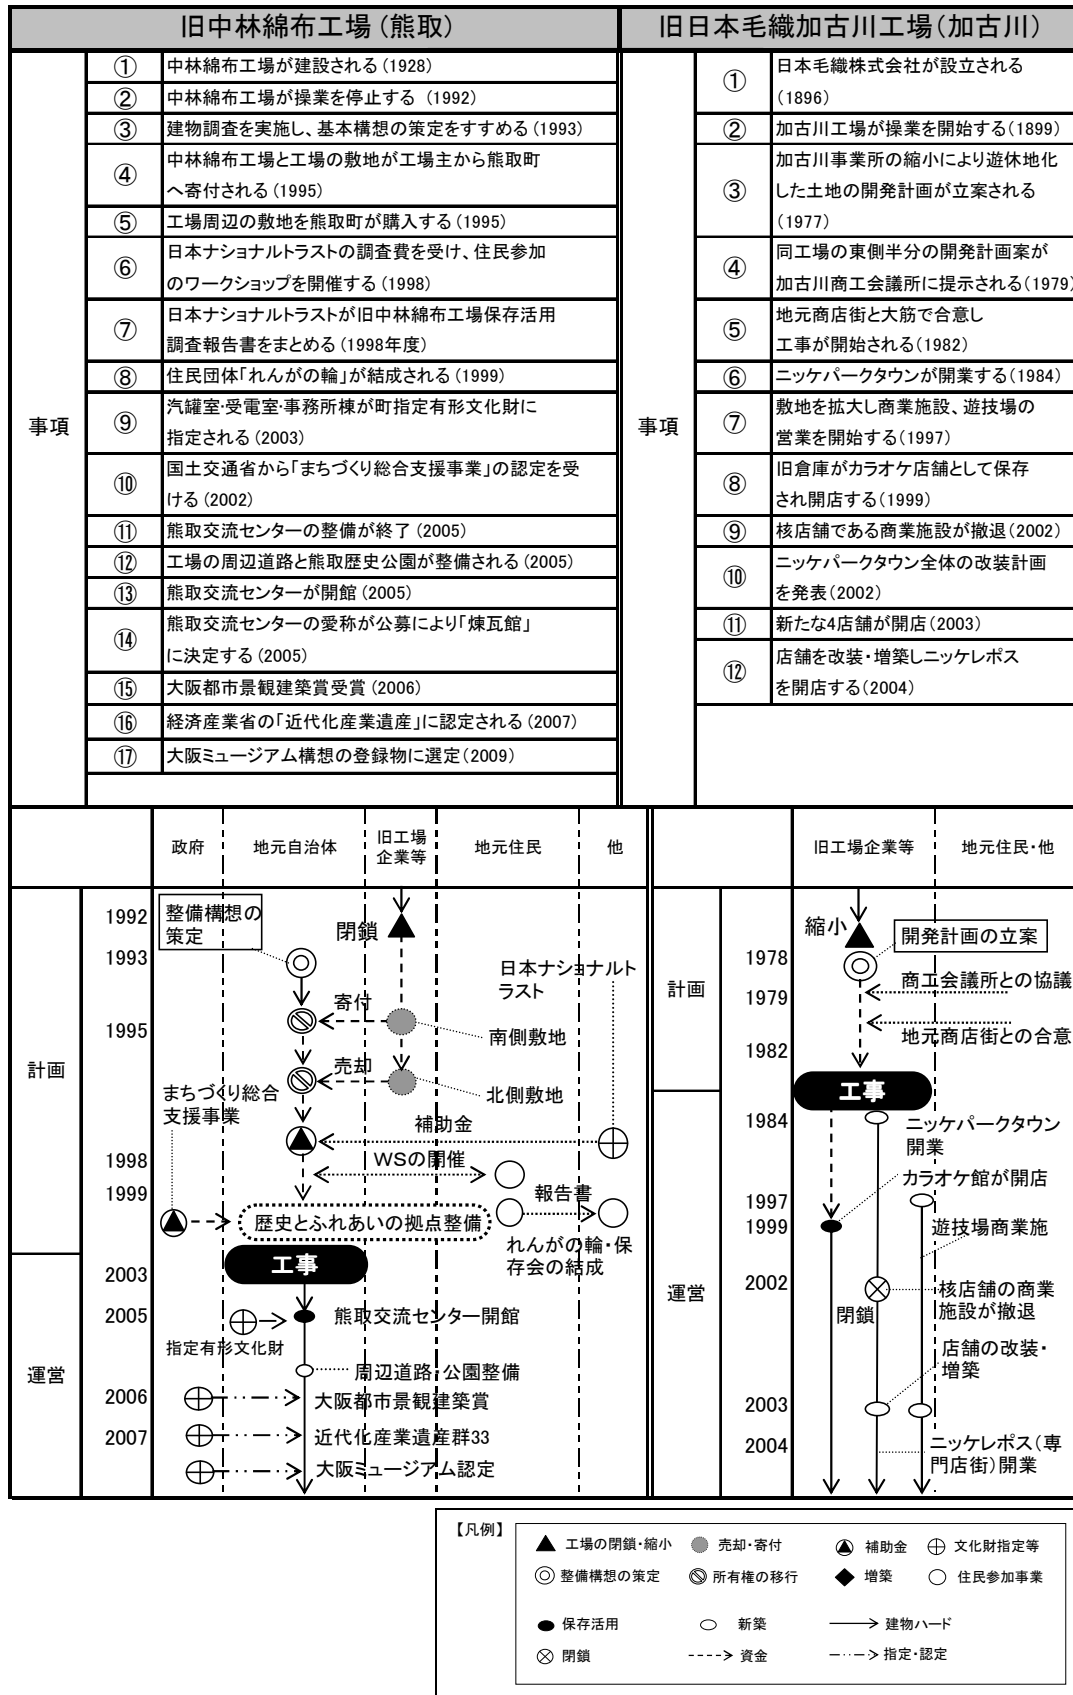 旧中林綿布工場(熊取)
事項
① 中林綿布工場が建設される(1928)
② 中林綿布工場が操業を停止する (1992)
③ 建物調査を実施し、基本構想の策定をすすめる(1993)
④ 中林綿布工場と工場の敷地が工場主から熊取町
へ寄付される(1995)
⑤ 工場周辺の敷地を熊取町が購入する(1995)
⑥ 日本ナショナルトラストの調査費を受け、住民参加
のワークショップを開催する(1998)
⑦ 日本ナショナルトラストが旧中林綿布工場保存活用
調査報告書をまとめる(1998年度)
⑧ 住民団体「れんがの輪」が結成される(1999)
⑨ 汽罐室・受電室・事務所棟が町指定有形文化財に
指定される(2003)
⑩ 国土交通省から「まちづくり総合支援事業」の認定を受
ける(2002)
⑪ 熊取交流センターの整備が終了(2005)
⑫ 工場の周辺道路と熊取歴史公園が整備される(2005)
⑬ 熊取交流センターが開館(2005)
⑭ 熊取交流センターの愛称が公募により「煉瓦館」
に決定する(2005)
⑮ 大阪都市景観建築賞受賞(2006)
⑯ 経済産業省の「近代化産業遺産」に認定される(2007)
⑰ 大阪ミュージアム構想の登録物に選定(2009)
旧日本毛織加古川工場(加古川)
事項
① 日本毛織株式会社が設立される
(1896)
② 加古川工場が操業を開始する(1899)
③ 加古川事業所の縮小により遊休地化
した土地の開発計画が立案される
(1977)
④ 同工場の東側半分の開発計画案が
加古川商工会議所に提示される(1979)
⑤ 地元商店街と大筋で合意し
工事が開始される(1982)
⑥ ニッケパークタウンが開業する(1984)
⑦ 敷地を拡大し商業施設、遊技場の
営業を開始する(1997)
⑧ 旧倉庫がカラオケ店舗として保存
され開店する(1999)
⑨ 核店舗である商業施設が撤退(2002)
⑩ ニッケパークタウン全体の改装計画
を発表(2002)
⑪ 新たな4店舗が開店(2003)
⑫ 店舗を改装・増築しニッケレポス
を開店する(2004)
政府 地元自治体 旧工場
企業等 地元住民 他
計画
運営
1992
1993
1995
1998
1999
2003
2005
2006
2007
整備構想の
策定
閉鎖
日本ナショナルト
ラスト
寄付
南側敷地
売却
北側敷地
まちづくり総合
支援事業
補助金
WSの開催
報告書
歴史とふれあいの拠点整備
れんがの輪・保
存会の結成
工事
熊取交流センター開館
指定有形文化財
周辺道路・公園整備
大阪都市景観建築賞
近代化産業遺産群33
大阪ミュージアム認定
旧工場企業等 地元住民・他
計画
運営
1978
1979
1982
1984
1997
1999
2002
2003
2004
縮小
開発計画の立案
商工会議所との協議
地元商店街との合意
工事
ニッケパークタウン
開業
カラオケ館が開店
遊技場商業施
核店舗の商業
施設が撤退
閉鎖
店舗の改装・
増築
ニッケレポス(専
門店街)開業
【凡例】
工場の閉鎖・縮小 売却・寄付 補助金 文化財指定等
整備構想の策定 所有権の移行 増築 住民参加事業
保存活用 新築 建物ハード
閉鎖 資金 指定・認定